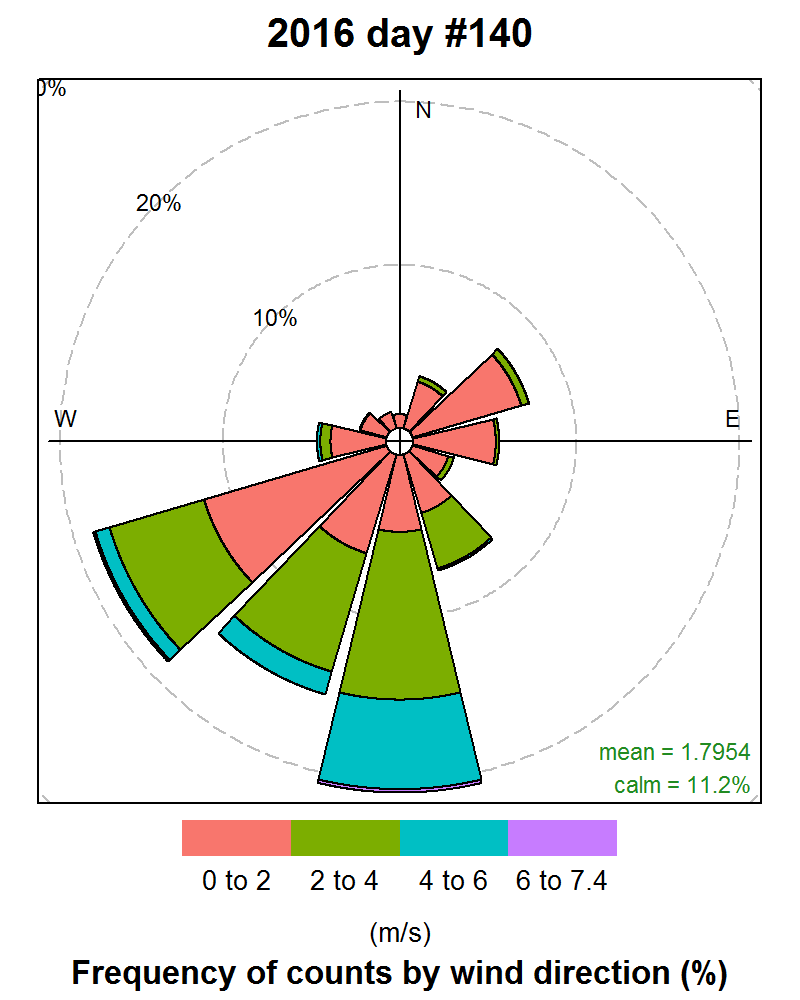 2016 day #140
0%
N
20%
10%
W
E
mean = 1.7954
calm = 11.2%
0 to 2 2 to 4 4 to 6 6 to 7.4
(m/s)
Frequency of counts by wind direction (%)